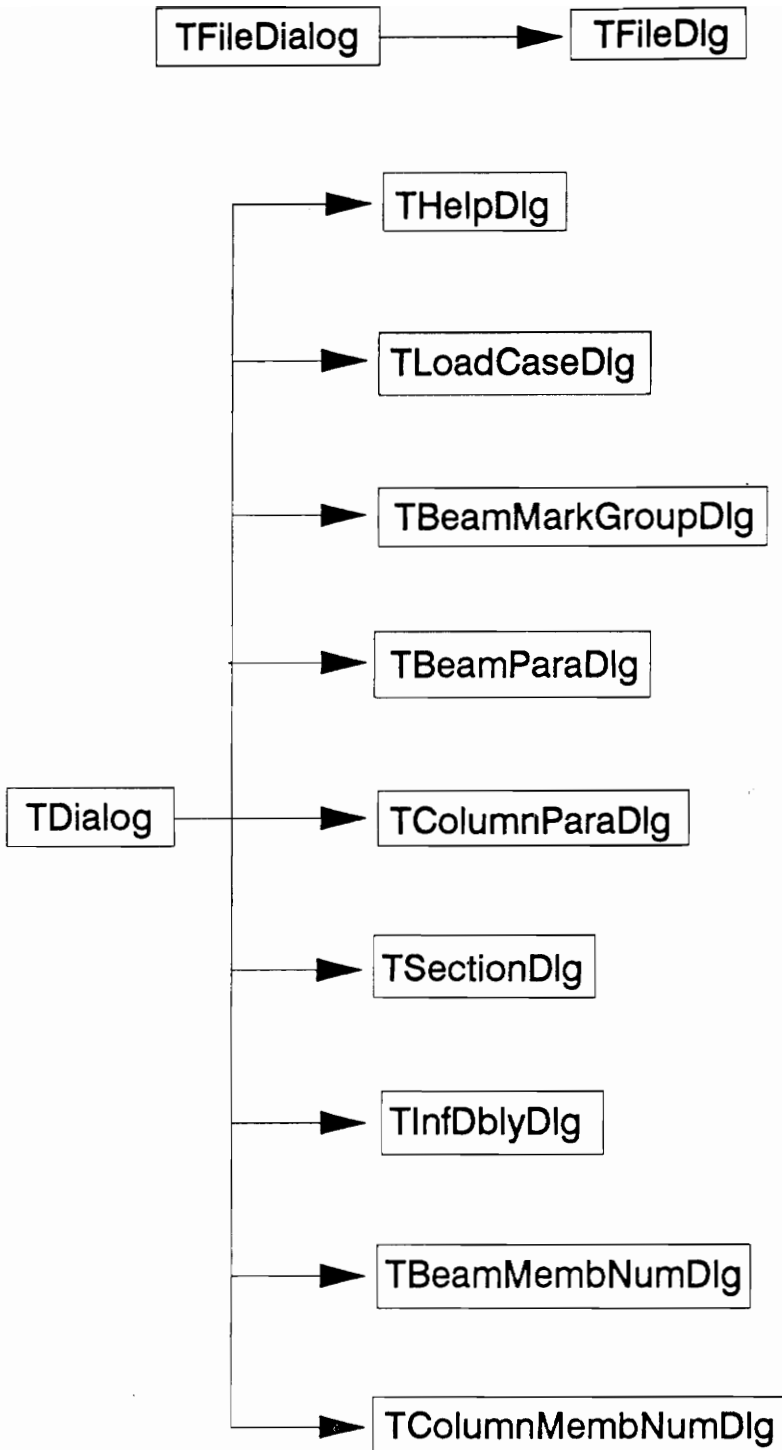 TFileDialog
TFileDlg
THelpDlg
TLoadCaseDlg
TBeamMarkGroupDlg
TBeamParaDlg
TDialog
TColumnParaDlg
TSectionDlg
TInfDblyDlg
TBeamMembNumDlg
TColumnMembNumDlg